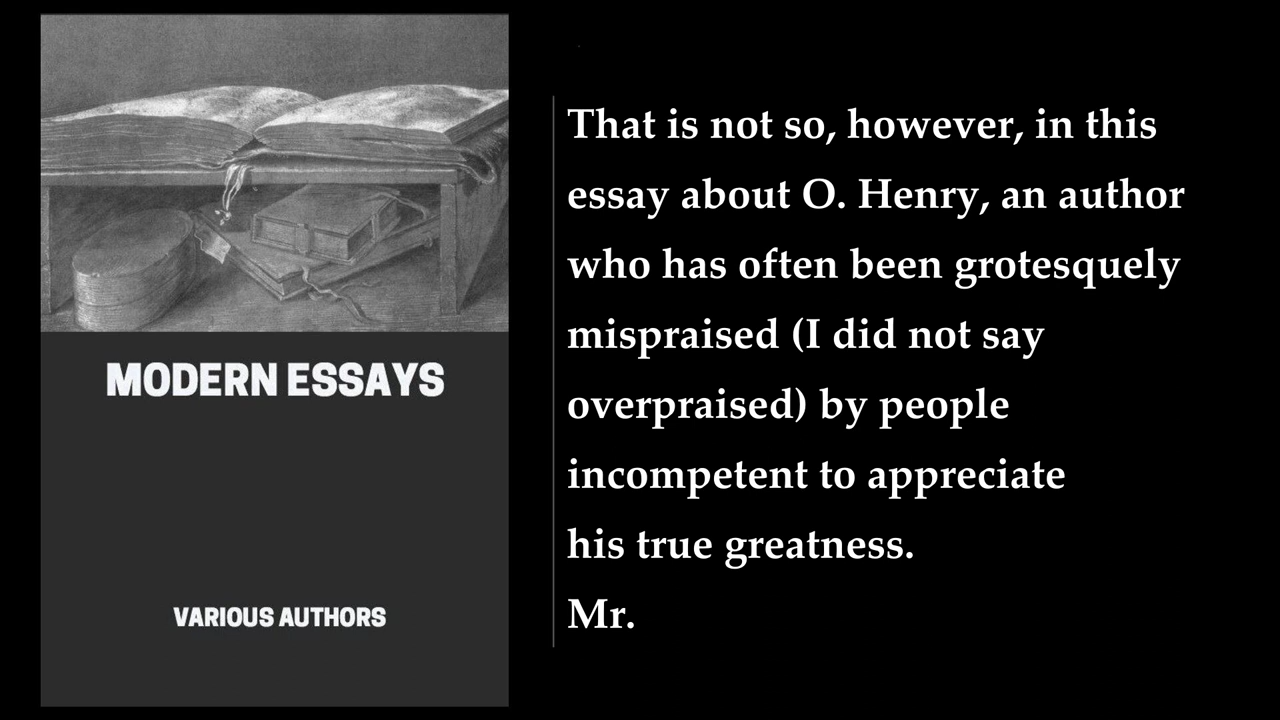 MODERN ESSAYS
VARIOUS AUTHORS
That is not so, however, in this
essay about O. Henry, an author
who has often been grotesquely
mispraised (I did not say
overpraised) by people
incompetent to appreciate
his true greatness.
Mr.